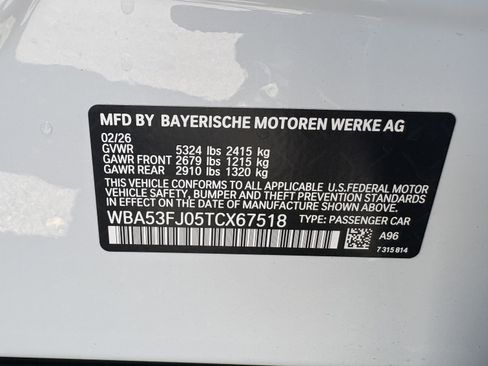 MFD BY BAYERISCHE MOTOREN WERKE AG
02/26
GVWR 5324 lbs 2415 kg
GAWR FRONT 2679 lbs 1215 kg
GAWR REAR 2910 lbs 1320 kg
THIS VEHICLE CONFORMS TO ALL APPLICABLE U.S.FEDERAL MOTOR
VEHICLE SAFETY, BUMPER, AND THEFT PREVENTION STANDARDS
IN EFFECT ON THE DATE OF MANUFACTURE SHOWN ABOVE.
WBA53FJ05TCX67518 TYPE: PASSENGER CAR
A96
7 315 814